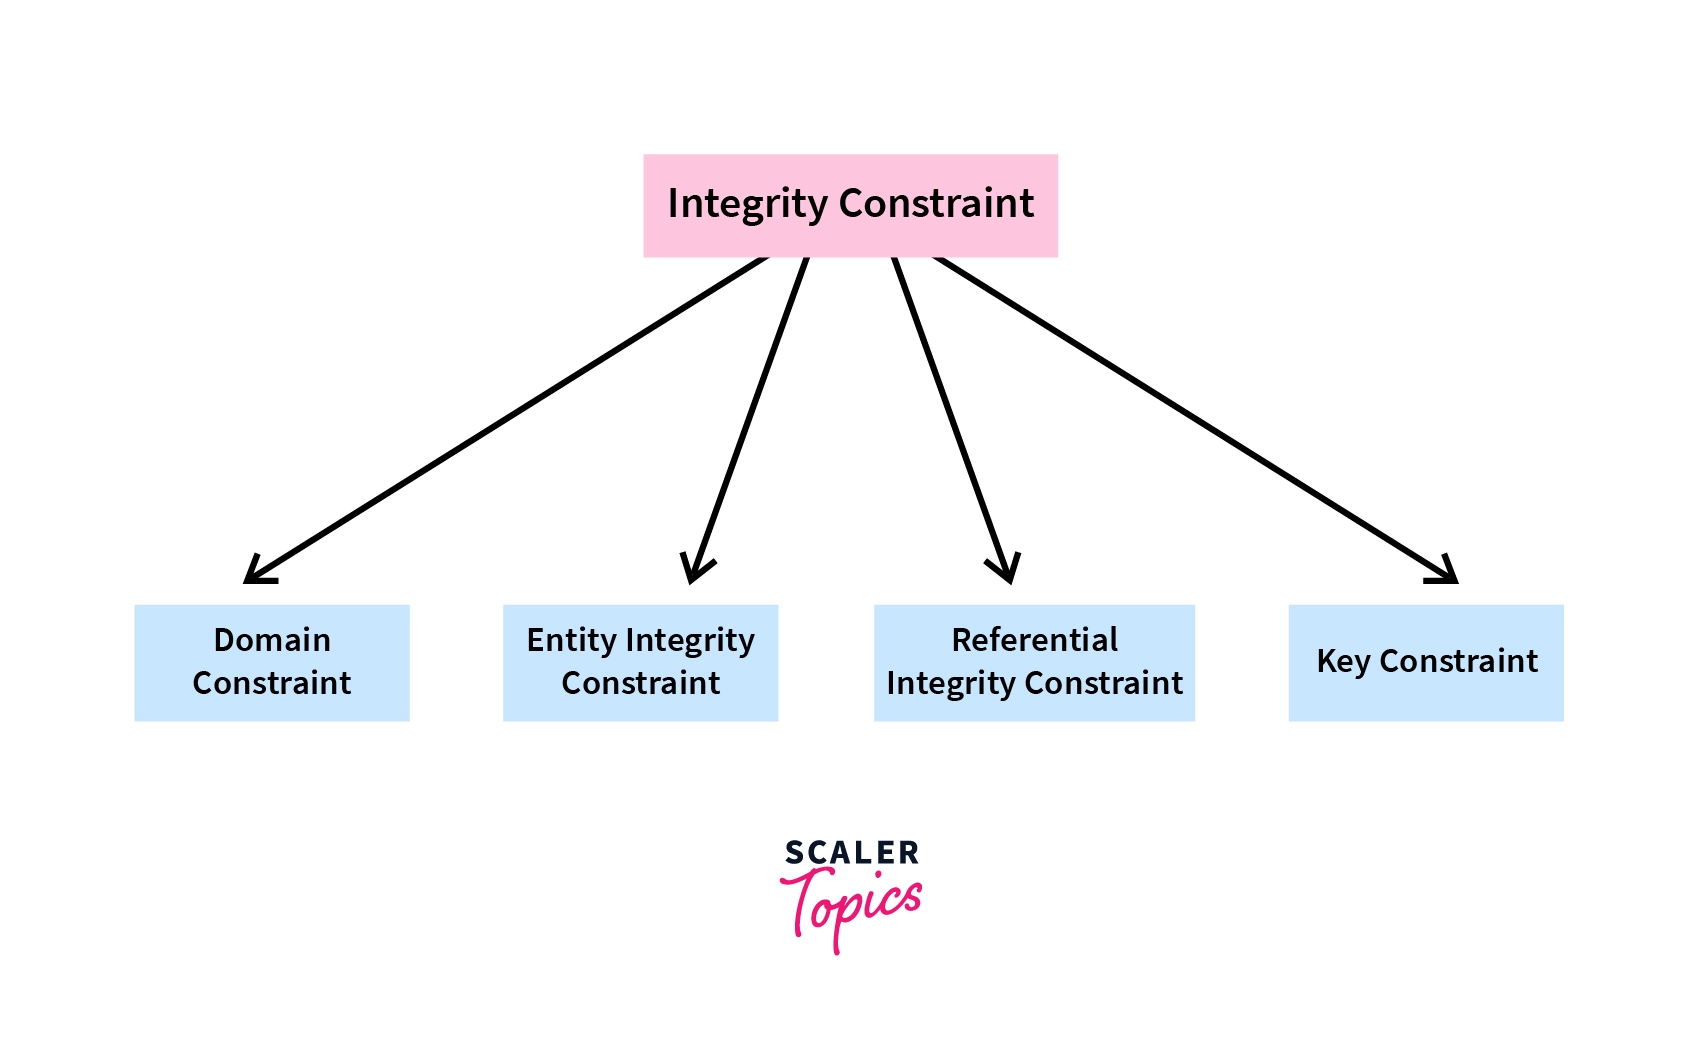 Integrity Constraint
Domain
Constraint
Entity Integrity
Constraint
Referential
Integrity Constraint
Key Constraint
SCALER
Topics